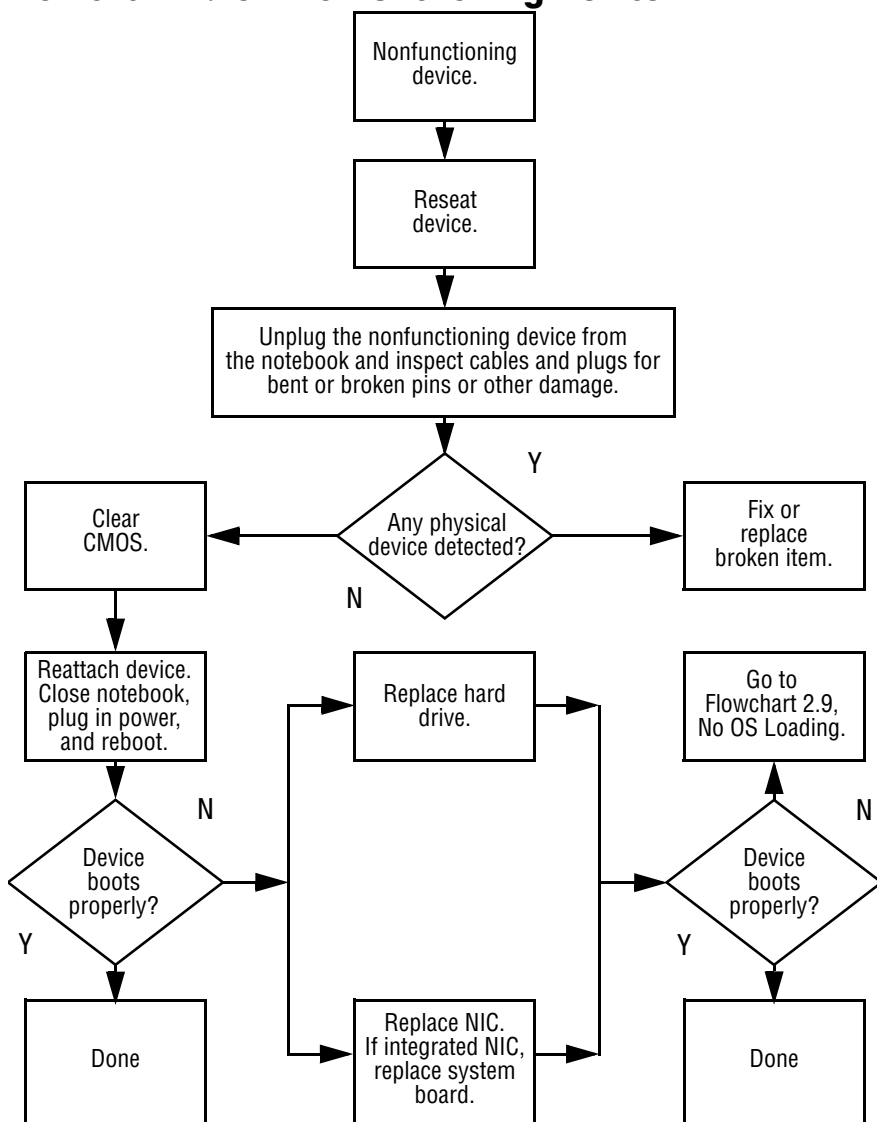 Nonfunctioning
device.
Reseat
device.
Unplug the nonfunctioning device from
the notebook and inspect cables and plugs for
bent or broken pins or other damage.
Y
Any physical
device detected?
N
Clear
CMOS.
Fix or
replace
broken item.
Reattach device.
Close notebook,
plug in power,
and reboot.
Replace hard
drive.
Go to
Flowchart 2.9,
No OS Loading.
N
Device
boots
properly?
Y
N
Device
boots
properly?
Y
Done
Replace NIC.
If integrated NIC,
replace system
board.
Done